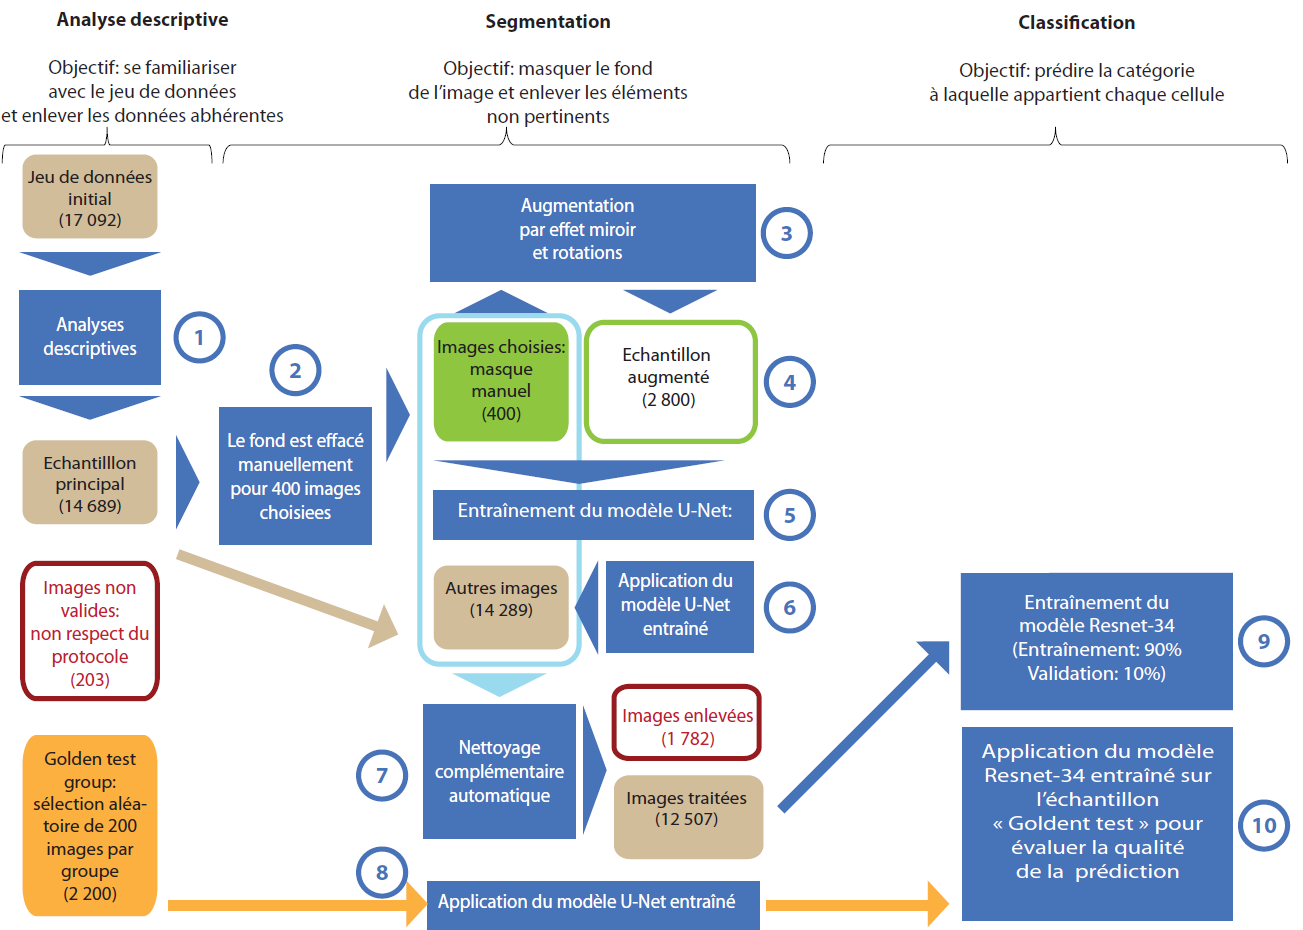 Analyse descriptive
Objectif: se familiariser
avec le jeu de données
et enlever les données abhérentes
Segmentation
Objectif: masquer le fond
de l'image et enlever les éléments
non pertinents
Classification
Objectif: prédire la catégorie
à laquelle appartient chaque cellule
Jeu de données
initial
(17 092)
Analyses
descriptives
1
Echantilllon
principal
(14 689)
Images non
valides:
non respect du
protocole
(203)
Golden test
group:
sélection aléa-
toire de 200
images par
groupe
(2 200)
2
Le fond est effacé
manuellement
pour 400 images
choisiees
Augmentation
par effet miroir
et rotations
3
Images choisies:
masque
manuel
(400)
Echantillon
augmenté
(2 800)
4
Entraînement du modèle U-Net:
5
Autres images
(14 289)
Application du
modèle U-Net
entraîné
6
7
Nettoyage
complémentaire
automatique
Images enlevées
(1 782)
Images traitées
(12 507)
8
Application du modèle U-Net entraîné
Entraînement du
modèle Resnet-34
(Entraînement: 90%
Validation: 10%)
9
Application du modèle
Resnet-34 entraîné sur
l'échantillon
« Goldent test » pour
évaluer la qualité
de la prédiction
10